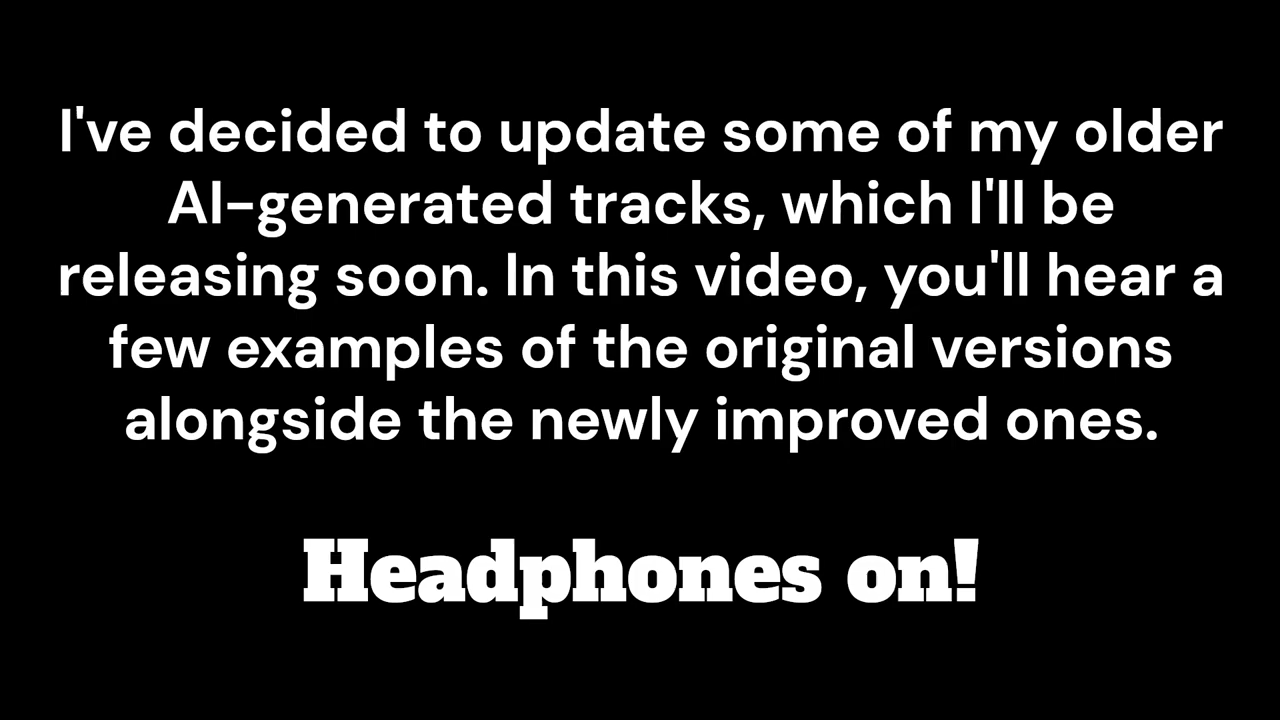 I've decided to update some of my older
AI-generated tracks, which I'll be
releasing soon. In this video, you'll hear a
few examples of the original versions
alongside the newly improved ones.
Headphones on!